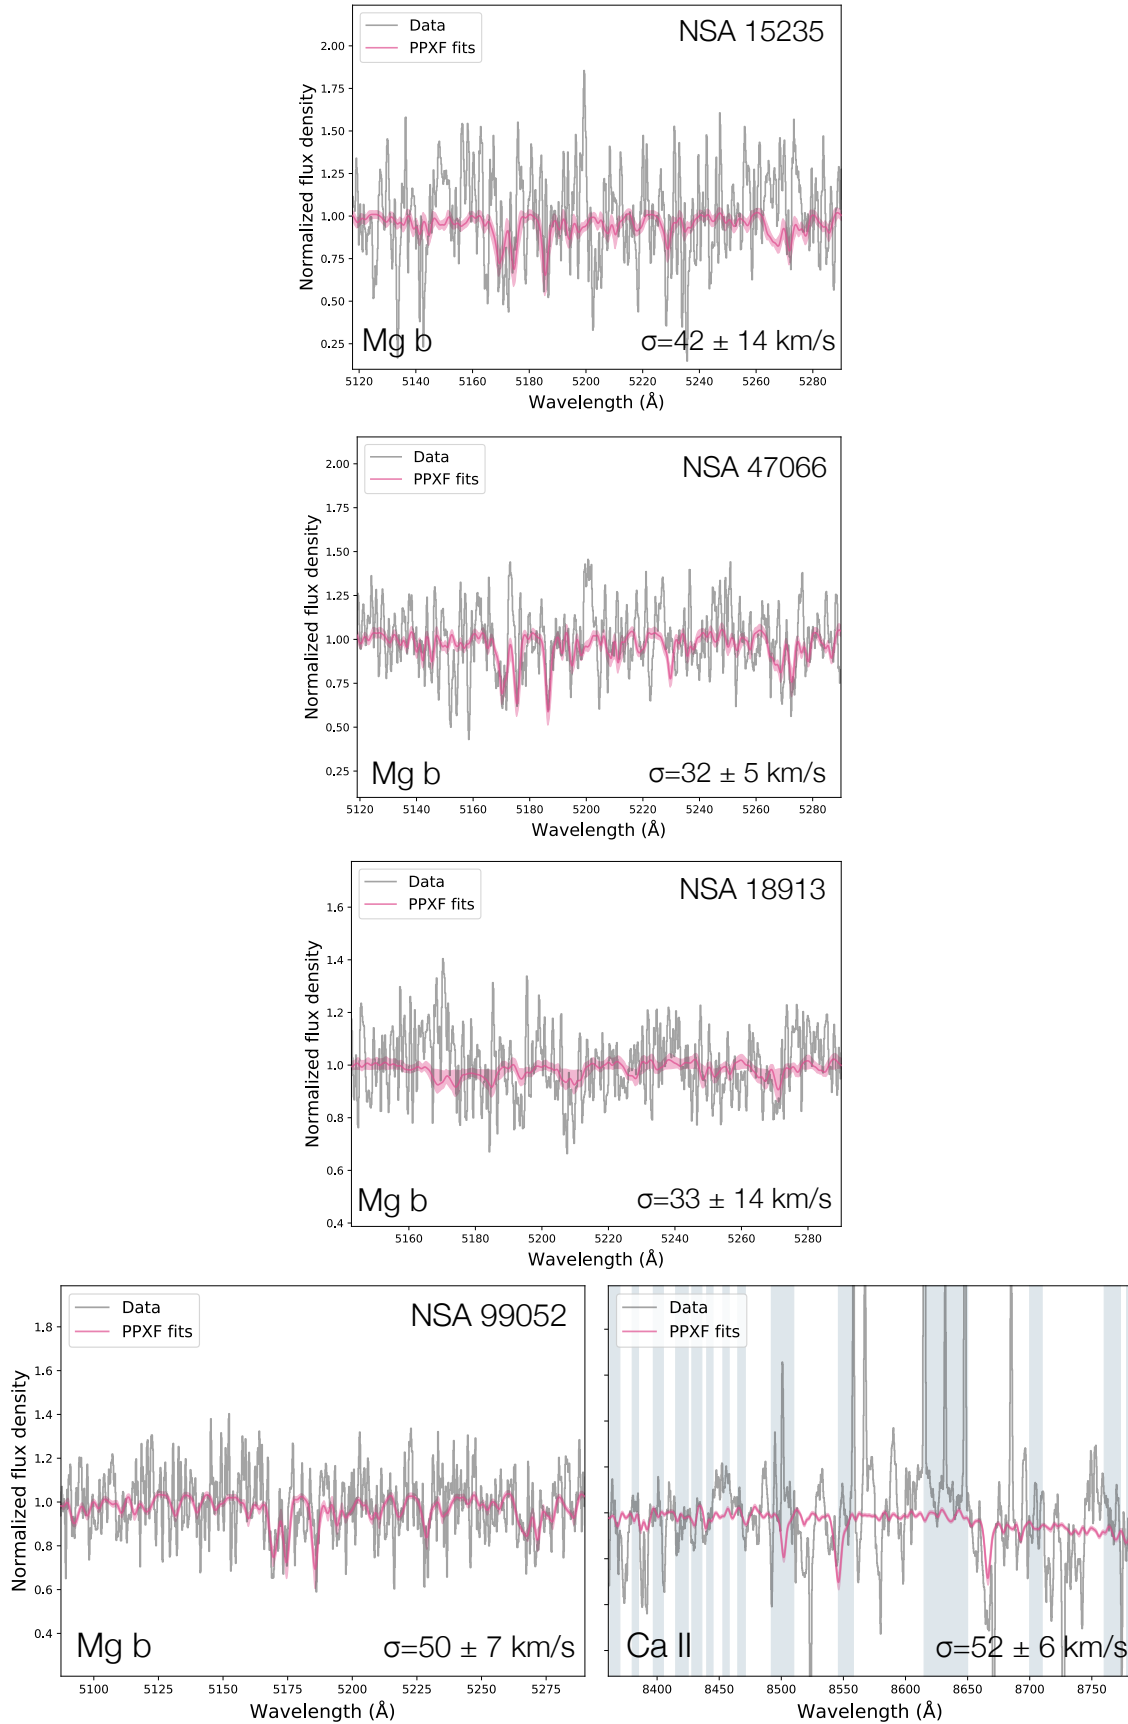 Data
PPXF fits
NSA 15235
2.00
1.75
1.50
1.25
1.00
0.75
0.50
0.25
Normalized flux density
Mg b
σ=42 ± 14 km/s
5120 5140 5160 5180 5200 5220 5240 5260 5280
Wavelength (Å)
Data
PPXF fits
NSA 47066
2.00
1.75
1.50
1.25
1.00
0.75
0.50
0.25
Normalized flux density
Mg b
σ=32 ± 5 km/s
5120 5140 5160 5180 5200 5220 5240 5260 5280
Wavelength (Å)
Data
PPXF fits
NSA 18913
1.6
1.4
1.2
1.0
0.8
0.6
0.4
Normalized flux density
Mg b
σ=33 ± 14 km/s
5160 5180 5200 5220 5240 5260 5280
Wavelength (Å)
Data
PPXF fits
NSA 99052
1.8
1.6
1.4
1.2
1.0
0.8
0.6
0.4
Normalized flux density
Mg b
σ=50 ± 7 km/s
5100 5125 5150 5175 5200 5225 5250 5275
Wavelength (Å)
Data
PPXF fits
Ca II
σ=52 ± 6 km/s
8400 8450 8500 8550 8600 8650 8700 8750
Wavelength (Å)